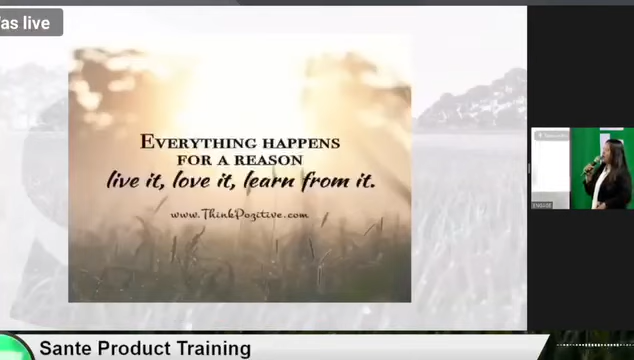 as live
EVERYTHING HAPPENS
FOR A REASON
live it, love it, learn from it.
www.ThinkPozitive.com
ENGAGE
Sante Product Training